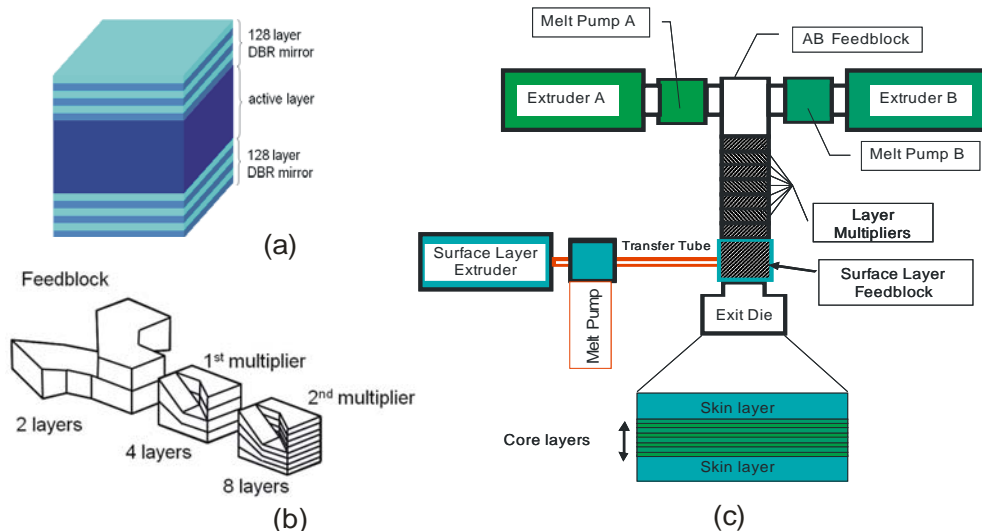 128 layer
DBR mirror
active layer
128 layer
DBR mirror
(a)
Feedblock
1st multiplier
2nd multiplier
2 layers
4 layers
8 layers
(b)
Melt Pump A
AB Feedblock
Extruder A
Extruder B
Melt Pump B
Layer
Multipliers
Transfer Tube
Surface Layer
Extruder
Surface Layer
Feedblock
Melt Pump
Exit Die
Skin layer
Core layers
Skin layer
(c)